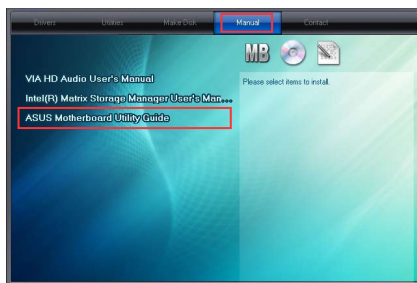 Drivers Utilities Make Disk Manual Contact
MB
VIA HD Audio User's Manual
Please select items to install.
Intel(R) Matrix Storage Manager User's Man...
ASUS Motherboard Utility Guide